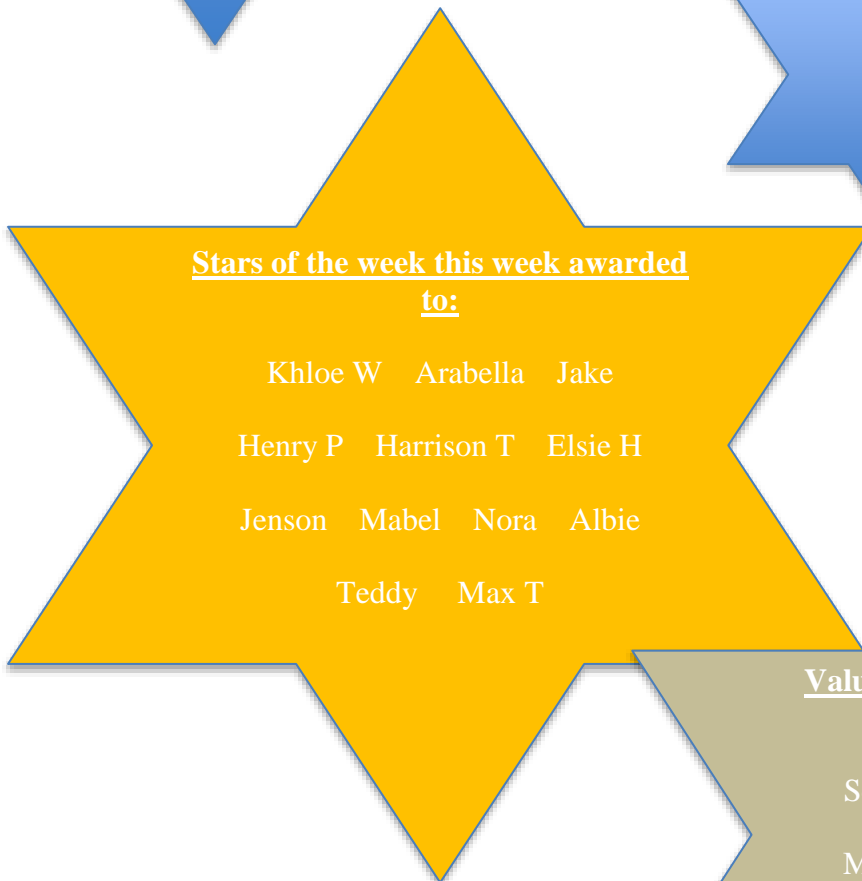 Stars of the week this week awarded
to:
Khloe W Arabella Jake
Henry P Harrison T Elsie H
Jenson Mabel Nora Albie
Teddy Max T